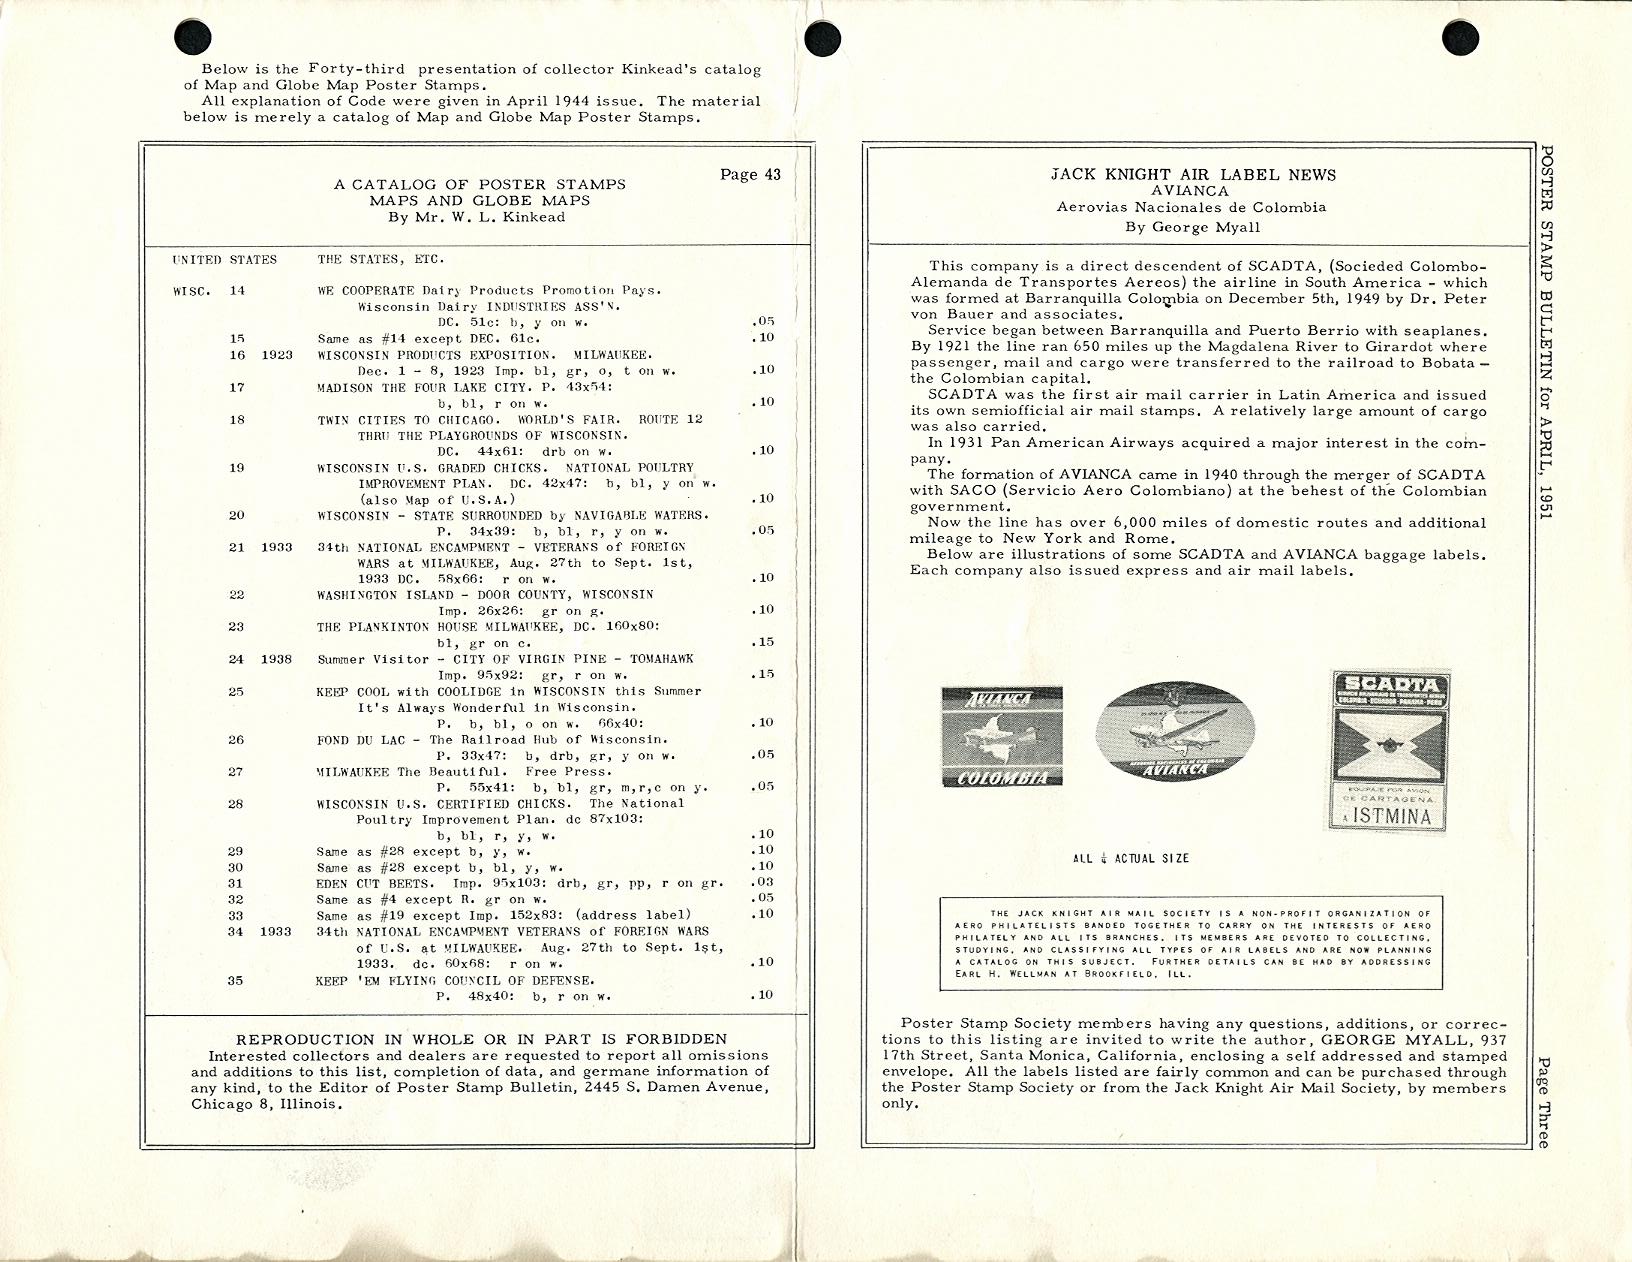 Below is the Forty-third presentation of collector Kinkead's catalog
of Map and Globe Map Poster Stamps.
All explanation of Code were given in April 1944 issue. The material
below is merely a catalog of Map and Globe Map Poster Stamps.
Page 43
A CATALOG OF POSTER STAMPS
MAPS AND GLOBE MAPS
By Mr. W. L. Kinkead
UNITED STATES THE STATES, ETC.
WISC. 14 WE COOPERATE Dairy Products Promotion Pays.
Wisconsin Dairy INDUSTRIES ASS'N.
DC. 51c: b, y on w. .05
15 Same as #14 except DEC. 61c. .10
16 1923 WISCONSIN PRODUCTS EXPOSITION. MILWAUKEE.
Dec. 1 - 8, 1923 Imp. bl, gr, o, t on w. .10
17 MADISON THE FOUR LAKE CITY. P. 43x54:
b, bl, r on w. .10
18 TWIN CITIES TO CHICAGO. WORLD'S FAIR. ROUTE 12
THRU THE PLAYGROUNDS OF WISCONSIN.
DC. 44x61: drb on w. .10
19 WISCONSIN U.S. GRADED CHICKS. NATIONAL POULTRY
IMPROVEMENT PLAN. DC. 42x47: b, bl, y on w.
(also Map of U.S.A.) .10
20 WISCONSIN - STATE SURROUNDED by NAVIGABLE WATERS.
P. 34x39: b, bl, r, y on w. .05
21 1933 34th NATIONAL ENCAMPMENT - VETERANS of FOREIGN
WARS at MILWAUKEE, Aug. 27th to Sept. 1st,
1933 DC. 58x66: r on w. .10
22 WASHINGTON ISLAND - DOOR COUNTY, WISCONSIN
Imp. 26x26: gr on g. .10
23 THE PLANKINTON HOUSE MILWAUKEE, DC. 160x80:
bl, gr on c. .15
24 1938 Summer Visitor - CITY OF VIRGIN PINE - TOMAHAWK
Imp. 95x92: gr, r on w. .15
25 KEEP COOL with COOLIDGE in WISCONSIN this Summer
It's Always Wonderful in Wisconsin.
P. b, bl, o on w. 66x40: .10
26 FOND DU LAC - The Railroad Hub of Wisconsin.
P. 33x47: b, drb, gr, y on w. .05
27 MILWAUKEE The Beautiful. Free Press.
P. 55x41: b, bl, gr, m,r,c on y. .05
28 WISCONSIN U.S. CERTIFIED CHICKS. The National
Poultry Improvement Plan. dc 87x103:
b, bl, r, y, w. .10
29 Same as #28 except b, y, w. .10
30 Same as #28 except b, bl, y, w. .10
31 EDEN CUT BEETS. Imp. 95x103: drb, gr, pp, r on gr. .03
32 Same as #4 except R. gr on w. .05
33 Same as #19 except Imp. 152x83: (address label) .10
34 1933 34th NATIONAL ENCAMPMENT VETERANS of FOREIGN WARS
of U.S. at MILWAUKEE. Aug. 27th to Sept. 1st,
1933. dc. 60x68: r on w. .10
35 KEEP 'EM FLYING COUNCIL OF DEFENSE.
P. 48x40: b, r on w. .10
REPRODUCTION IN WHOLE OR IN PART IS FORBIDDEN
Interested collectors and dealers are requested to report all omissions
and additions to this list, completion of data, and germane information of
any kind, to the Editor of Poster Stamp Bulletin, 2445 S. Damen Avenue,
Chicago 8, Illinois.
JACK KNIGHT AIR LABEL NEWS
AVIANCA
Aerovias Nacionales de Colombia
By George Myall
This company is a direct descendent of SCADTA, (Socieded Colombo-
Alemanda de Transportes Aereos) the airline in South America - which
was formed at Barranquilla Colombia on December 5th, 1949 by Dr. Peter
von Bauer and associates.
Service began between Barranquilla and Puerto Berrio with seaplanes.
By 1921 the line ran 650 miles up the Magdalena River to Girardot where
passenger, mail and cargo were transferred to the railroad to Bobata -
the Colombian capital.
SCADTA was the first air mail carrier in Latin America and issued
its own semiofficial air mail stamps. A relatively large amount of cargo
was also carried.
In 1931 Pan American Airways acquired a major interest in the com-
pany.
The formation of AVIANCA came in 1940 through the merger of SCADTA
with SACO (Servicio Aero Colombiano) at the behest of the Colombian
government.
Now the line has over 6,000 miles of domestic routes and additional
mileage to New York and Rome.
Below are illustrations of some SCADTA and AVIANCA baggage labels.
Each company also issued express and air mail labels.
AVIANCA
COLOMBIA
AVIANCA
SCADTA
EQUIPAJE POR AVION
DE CARTAGENA
A ISTMINA
ALL ¼ ACTUAL SIZE
THE JACK KNIGHT AIR MAIL SOCIETY IS A NON-PROFIT ORGANIZATION OF
AERO PHILATELISTS BANDED TOGETHER TO CARRY ON THE INTERESTS OF AERO
PHILATELY AND ALL ITS BRANCHES. ITS MEMBERS ARE DEVOTED TO COLLECTING,
STUDYING, AND CLASSIFYING ALL TYPES OF AIR LABELS AND ARE NOW PLANNING
A CATALOG ON THIS SUBJECT. FURTHER DETAILS CAN BE HAD BY ADDRESSING
EARL H. WELLMAN AT BROOKFIELD, ILL.
Poster Stamp Society members having any questions, additions, or correc-
tions to this listing are invited to write the author, GEORGE MYALL, 937
17th Street, Santa Monica, California, enclosing a self addressed and stamped
envelope. All the labels listed are fairly common and can be purchased through
the Poster Stamp Society or from the Jack Knight Air Mail Society, by members
only.
POSTER STAMP BULLETIN for APRIL, 1951
Page Three